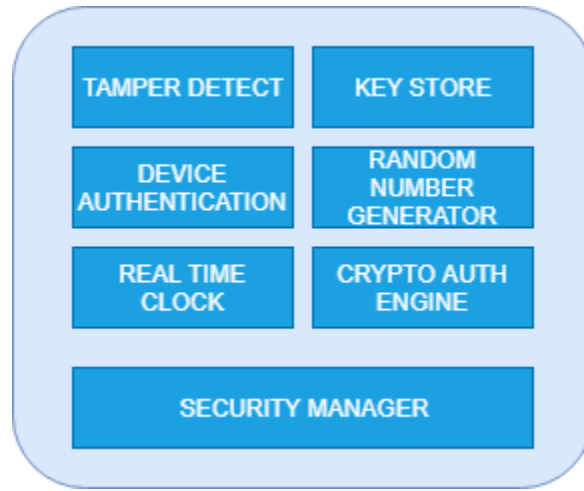 TAMPER DETECT
KEY STORE
DEVICE
AUTHENTICATION
RANDOM
NUMBER
GENERATOR
REAL TIME
CLOCK
CRYPTO AUTH
ENGINE
SECURITY MANAGER